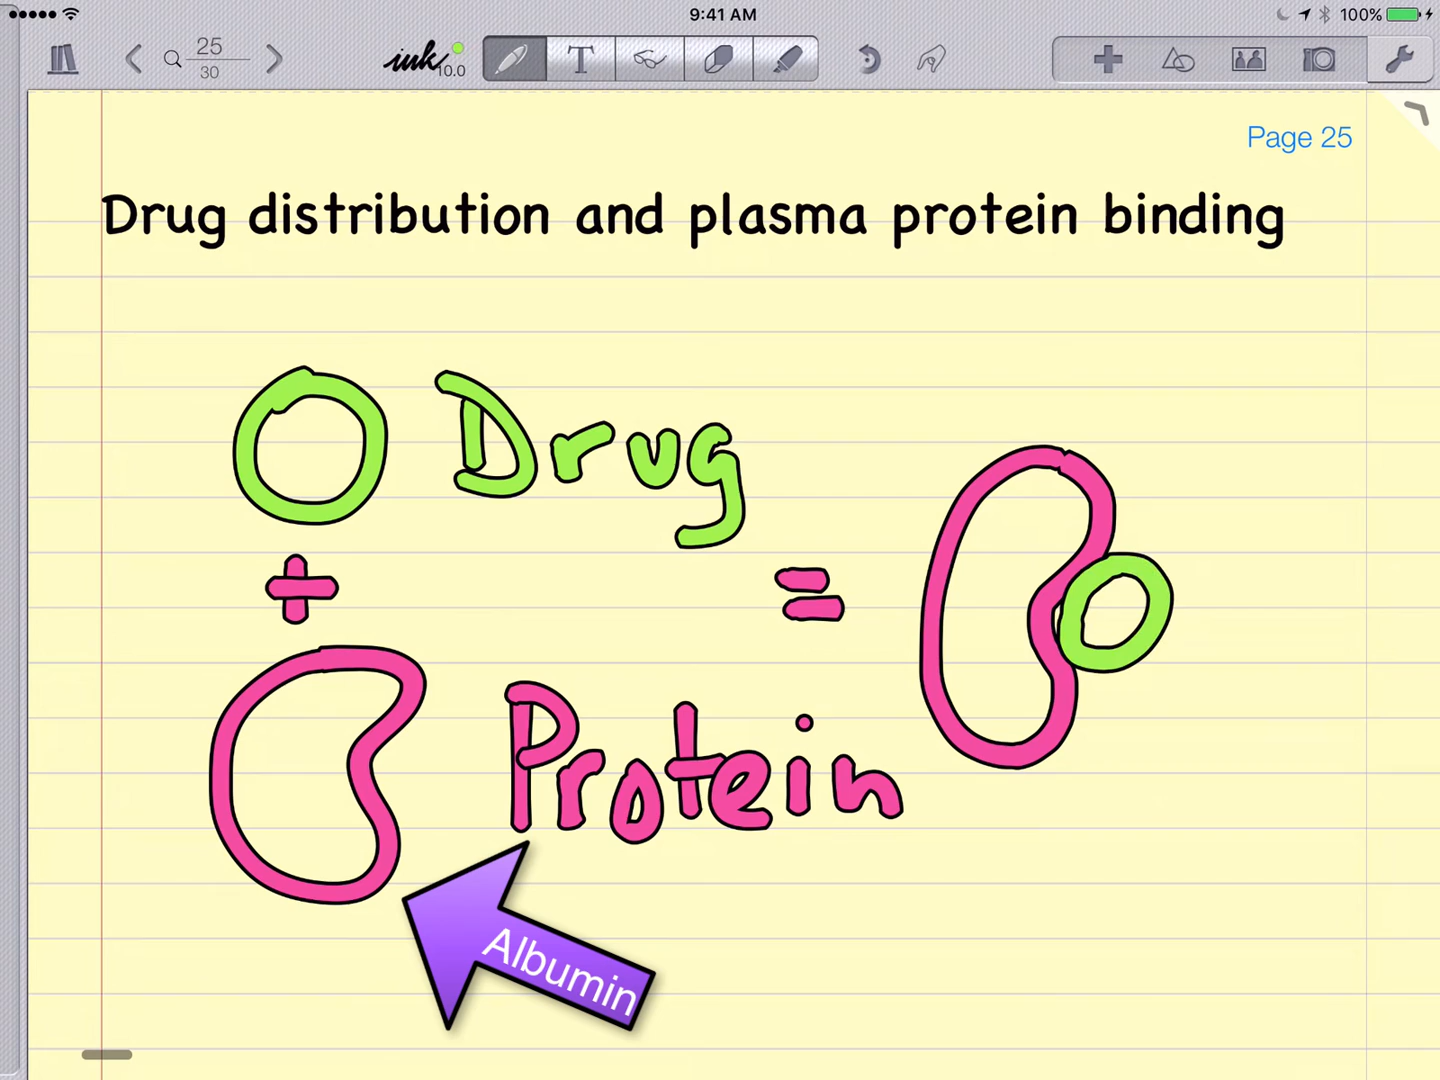 9:41 AM
100%
25
30
ink
10.0
T
Page 25
Drug distribution and plasma protein binding
Drug
+
=
Protein
Albumin